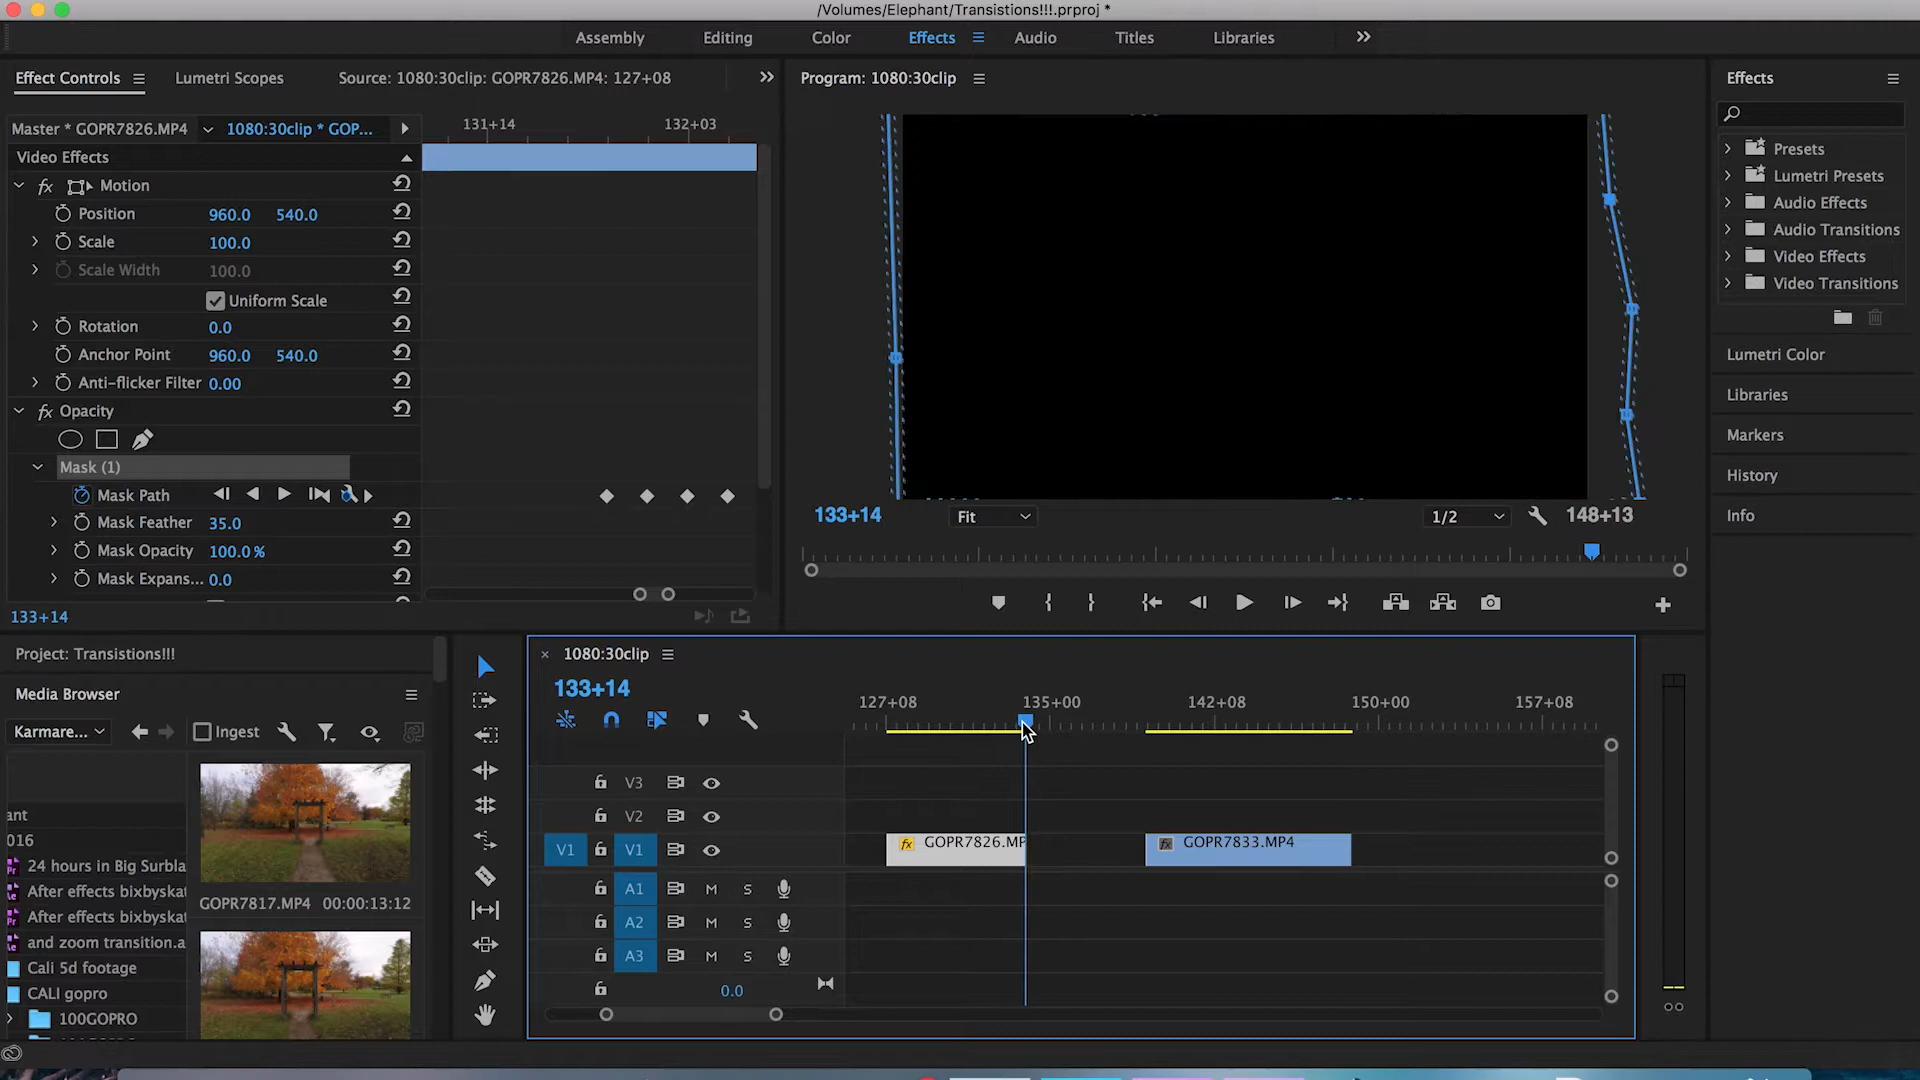 /Volumes/Elephant/Transistions!!!.prproj *
Assembly Editing Color Effects Audio Titles Libraries
Effect Controls Lumetri Scopes Source: 1080:30clip: GOPR7826.MP4: 127+08
Master * GOPR7826.MP4 1080:30clip * GOP...
131+14 132+03
Video Effects
fx Motion
Position 960.0 540.0
Scale 100.0
Scale Width 100.0
Uniform Scale
Rotation 0.0
Anchor Point 960.0 540.0
Anti-flicker Filter 0.00
fx Opacity
Mask (1)
Mask Path
Mask Feather 35.0
Mask Opacity 100.0 %
Mask Expans... 0.0
133+14
Program: 1080:30clip
133+14 Fit 1/2 148+13
Effects
Presets
Lumetri Presets
Audio Effects
Audio Transitions
Video Effects
Video Transitions
Lumetri Color
Libraries
Markers
History
Info
Project: Transistions!!!
Media Browser
Karmare... Ingest
ant
016
24 hours in Big Surbla
After effects bixbyskat
After effects bixbyskat
and zoom transition.a
Cali 5d footage
CALI gopro
100GOPRO
GOPR7817.MP4 00:00:13:12
1080:30clip
133+14
127+08 135+00 142+08 150+00 157+08
V3
V2
V1 V1 fx GOPR7826.MP fx GOPR7833.MP4
A1 M S
A2 M S
A3 M S
0.0